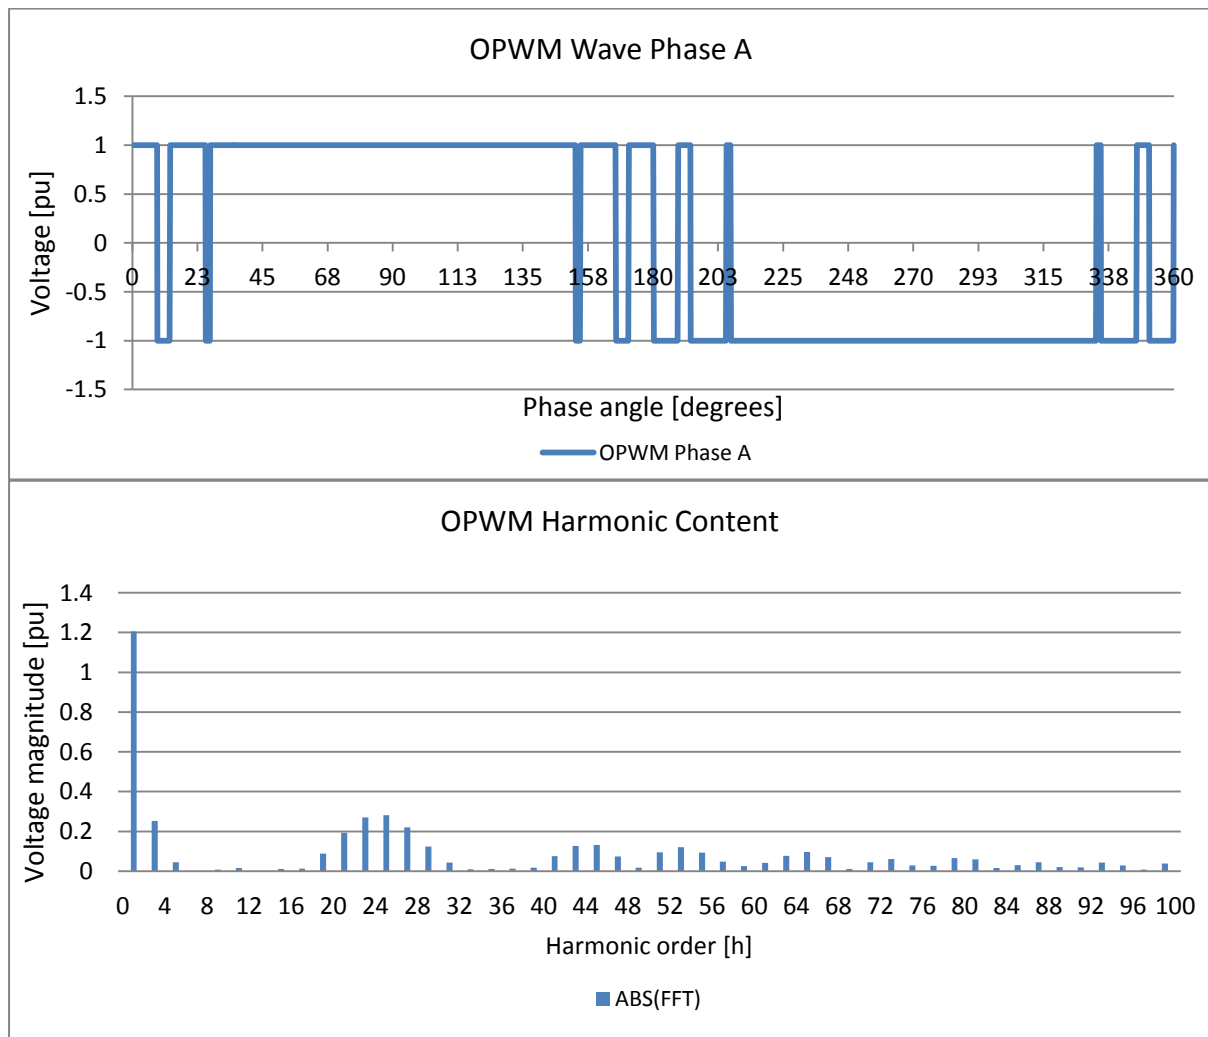 OPWM Wave Phase A
Voltage [pu]
1.5
1
0.5
0
-0.5
-1
-1.5
0 23 45 68 90 113 135 158 180 203 225 248 270 293 315 338 360
Phase angle [degrees]
OPWM Phase A
OPWM Harmonic Content
Voltage magnitude [pu]
1.4
1.2
1
0.8
0.6
0.4
0.2
0
0 4 8 12 16 20 24 28 32 36 40 44 48 52 56 60 64 68 72 76 80 84 88 92 96 100
Harmonic order [h]
ABS(FFT)